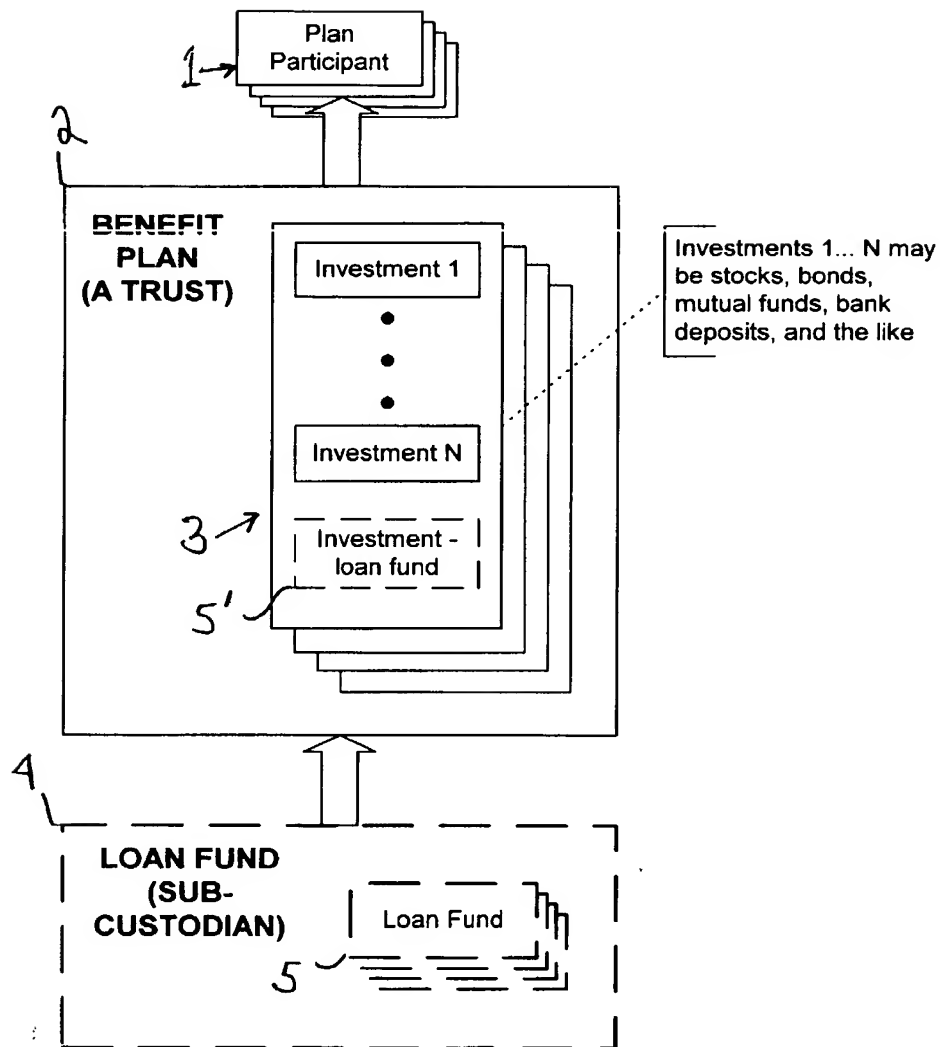 Plan
Participant
1
2
BENEFIT
PLAN
(A TRUST)
Investment 1
Investment N
Investments 1... N may
be stocks, bonds,
mutual funds, bank
deposits, and the like
3
Investment -
loan fund
5'
4
LOAN FUND
(SUB-
CUSTODIAN)
Loan Fund
5